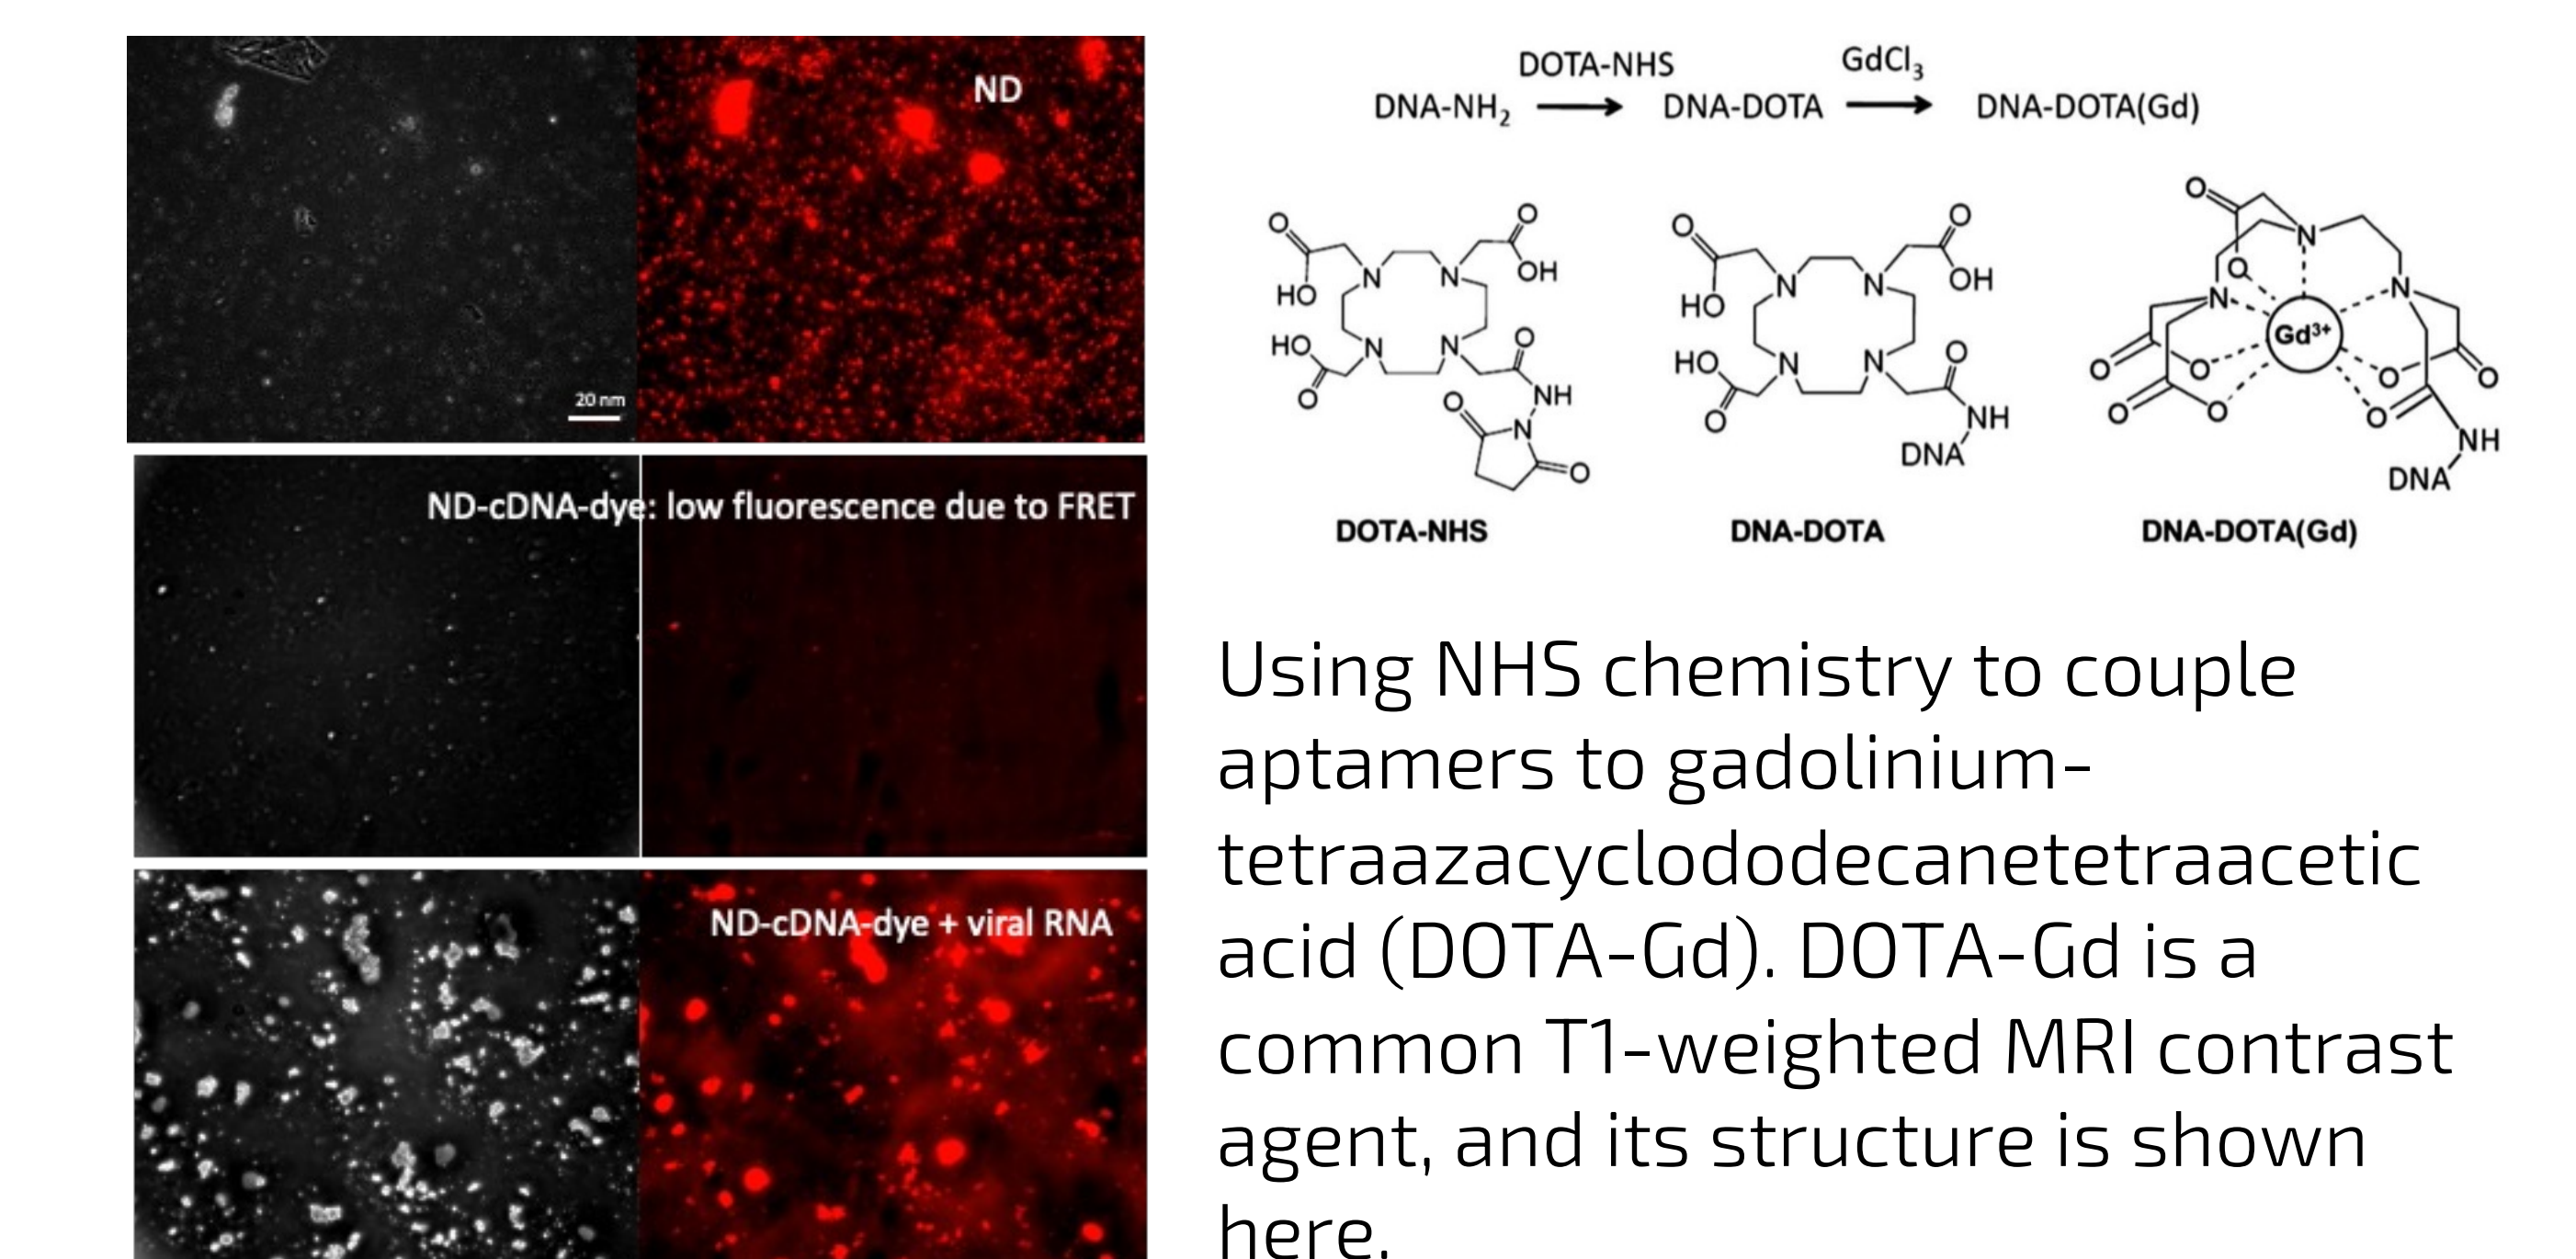 ND
20 nm
ND-cDNA-dye: low fluorescence due to FRET
ND-cDNA-dye + viral RNA
DOTA-NHS GdCl3
DNA-NH2 DNA-DOTA DNA-DOTA(Gd)
O O OH HO N N HO N N O O NH O N O
O O OH HO N N HO N N O O NH DNA
O N O N N Gd3+ O O O O O O O NH DNA
DOTA-NHS DNA-DOTA DNA-DOTA(Gd)
Using NHS chemistry to couple
aptamers to gadolinium-
tetraazacyclododecanetetraacetic
acid (DOTA-Gd). DOTA-Gd is a
common T1-weighted MRI contrast
agent, and its structure is shown
here.